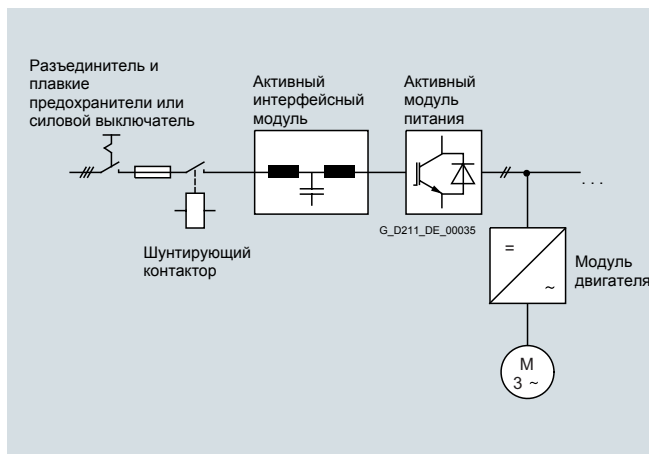 Разъединитель и
плавкие
предохранители или
силовой выключатель
Активный
интерфейсный
модуль
Активный
модуль
питания
G_D211_DE_00035
. . .
Шунтирующий
контактор
=
~
Модуль
двигателя
M
3 ~